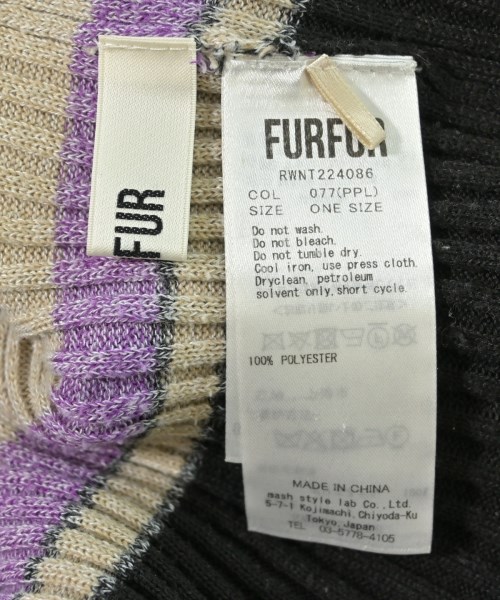 FUR
FURFUR
RWNT224086
COL 077(PPL)
SIZE ONE SIZE
Do not wash.
Do not bleach.
Do not tumble dry.
Cool iron, use press cloth.
Dryclean, petroleum
solvent only,short cycle.
100% POLYESTER
MADE IN CHINA
mash style lab Co.,Ltd.
5-7-1 Kojimachi,Chiyoda-Ku
Tokyo,Japan
TEL 03-5778-4105